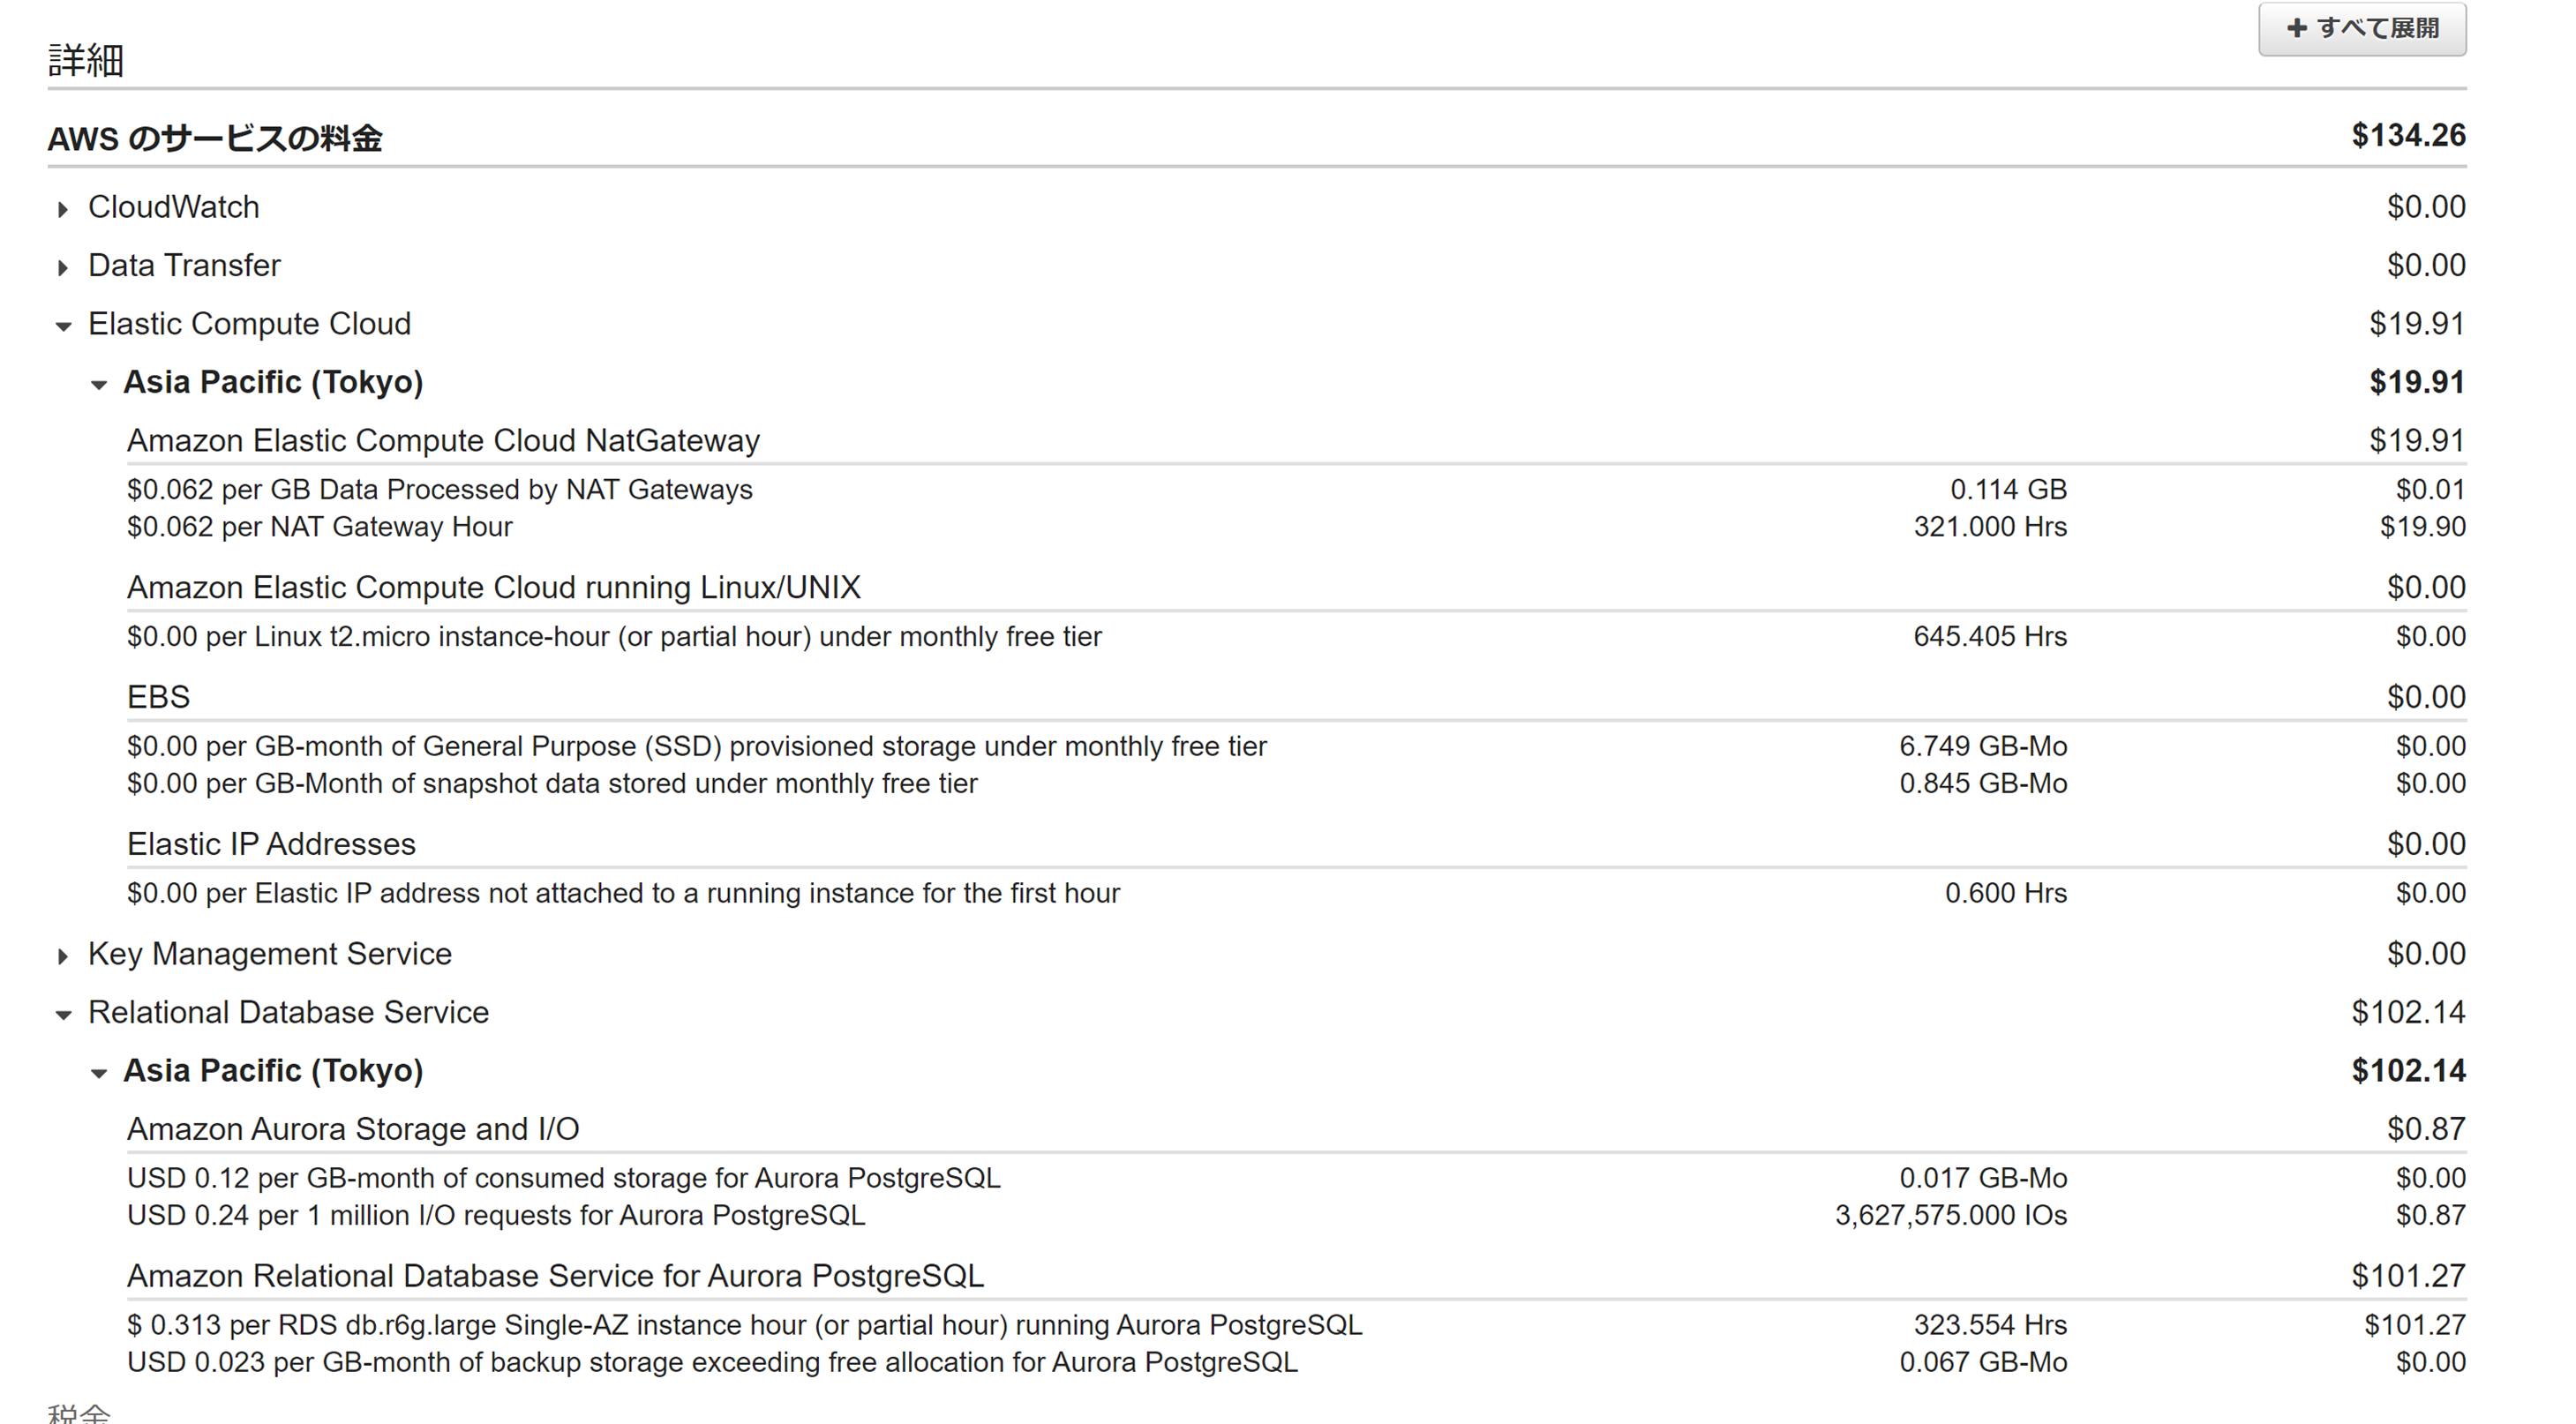 すべて展開
詳細
AWS のサービスの料金 $134.26
CloudWatch $0.00
Data Transfer $0.00
Elastic Compute Cloud $19.91
Asia Pacific (Tokyo) $19.91
Amazon Elastic Compute Cloud NatGateway $19.91
$0.062 per GB Data Processed by NAT Gateways 0.114 GB $0.01
$0.062 per NAT Gateway Hour 321.000 Hrs $19.90
Amazon Elastic Compute Cloud running Linux/UNIX $0.00
$0.00 per Linux t2.micro instance-hour (or partial hour) under monthly free tier 645.405 Hrs $0.00
EBS $0.00
$0.00 per GB-month of General Purpose (SSD) provisioned storage under monthly free tier 6.749 GB-Mo $0.00
$0.00 per GB-Month of snapshot data stored under monthly free tier 0.845 GB-Mo $0.00
Elastic IP Addresses $0.00
$0.00 per Elastic IP address not attached to a running instance for the first hour 0.600 Hrs $0.00
Key Management Service $0.00
Relational Database Service $102.14
Asia Pacific (Tokyo) $102.14
Amazon Aurora Storage and I/O $0.87
USD 0.12 per GB-month of consumed storage for Aurora PostgreSQL 0.017 GB-Mo $0.00
USD 0.24 per 1 million I/O requests for Aurora PostgreSQL 3,627,575.000 IOs $0.87
Amazon Relational Database Service for Aurora PostgreSQL $101.27
$ 0.313 per RDS db.r6g.large Single-AZ instance hour (or partial hour) running Aurora PostgreSQL 323.554 Hrs $101.27
USD 0.023 per GB-month of backup storage exceeding free allocation for Aurora PostgreSQL 0.067 GB-Mo $0.00
税金